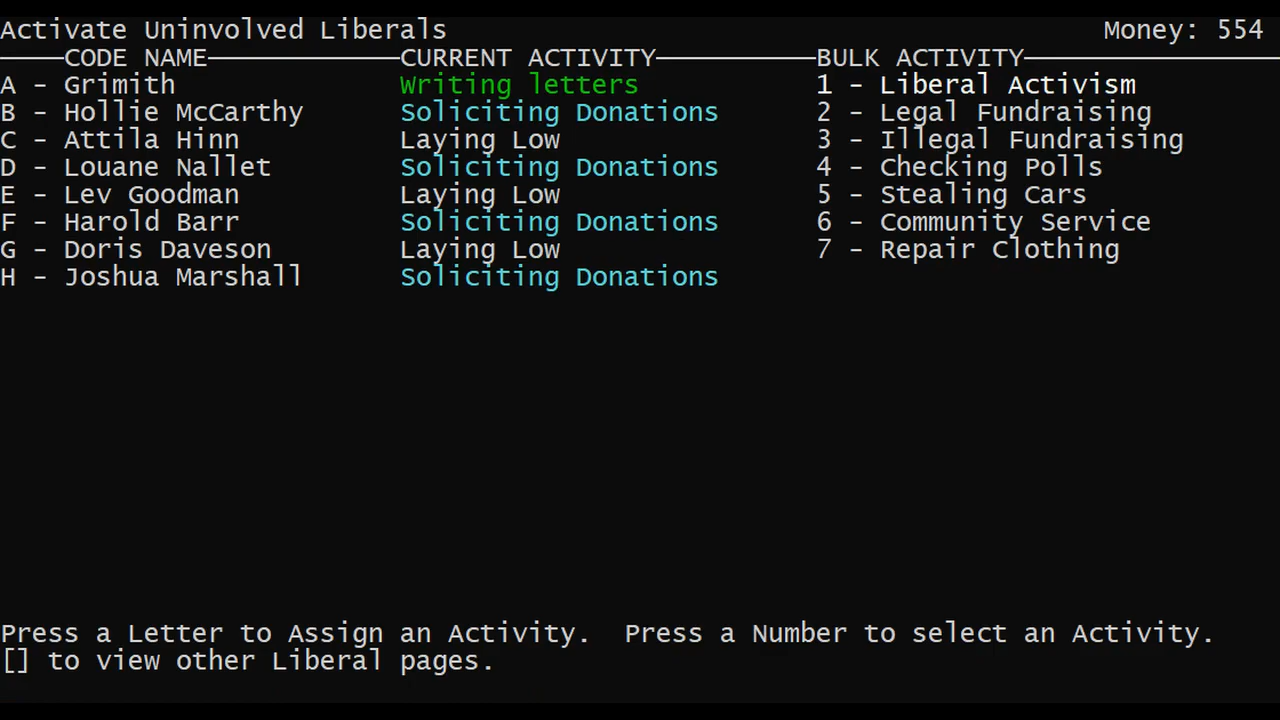 Activate Uninvolved Liberals Money: 554
CODE NAME CURRENT ACTIVITY BULK ACTIVITY
A - Grimith Writing letters 1 - Liberal Activism
B - Hollie McCarthy Soliciting Donations 2 - Legal Fundraising
C - Attila Hinn Laying Low 3 - Illegal Fundraising
D - Louane Nallet Soliciting Donations 4 - Checking Polls
E - Lev Goodman Laying Low 5 - Stealing Cars
F - Harold Barr Soliciting Donations 6 - Community Service
G - Doris Daveson Laying Low 7 - Repair Clothing
H - Joshua Marshall Soliciting Donations
Press a Letter to Assign an Activity. Press a Number to select an Activity.
[] to view other Liberal pages.